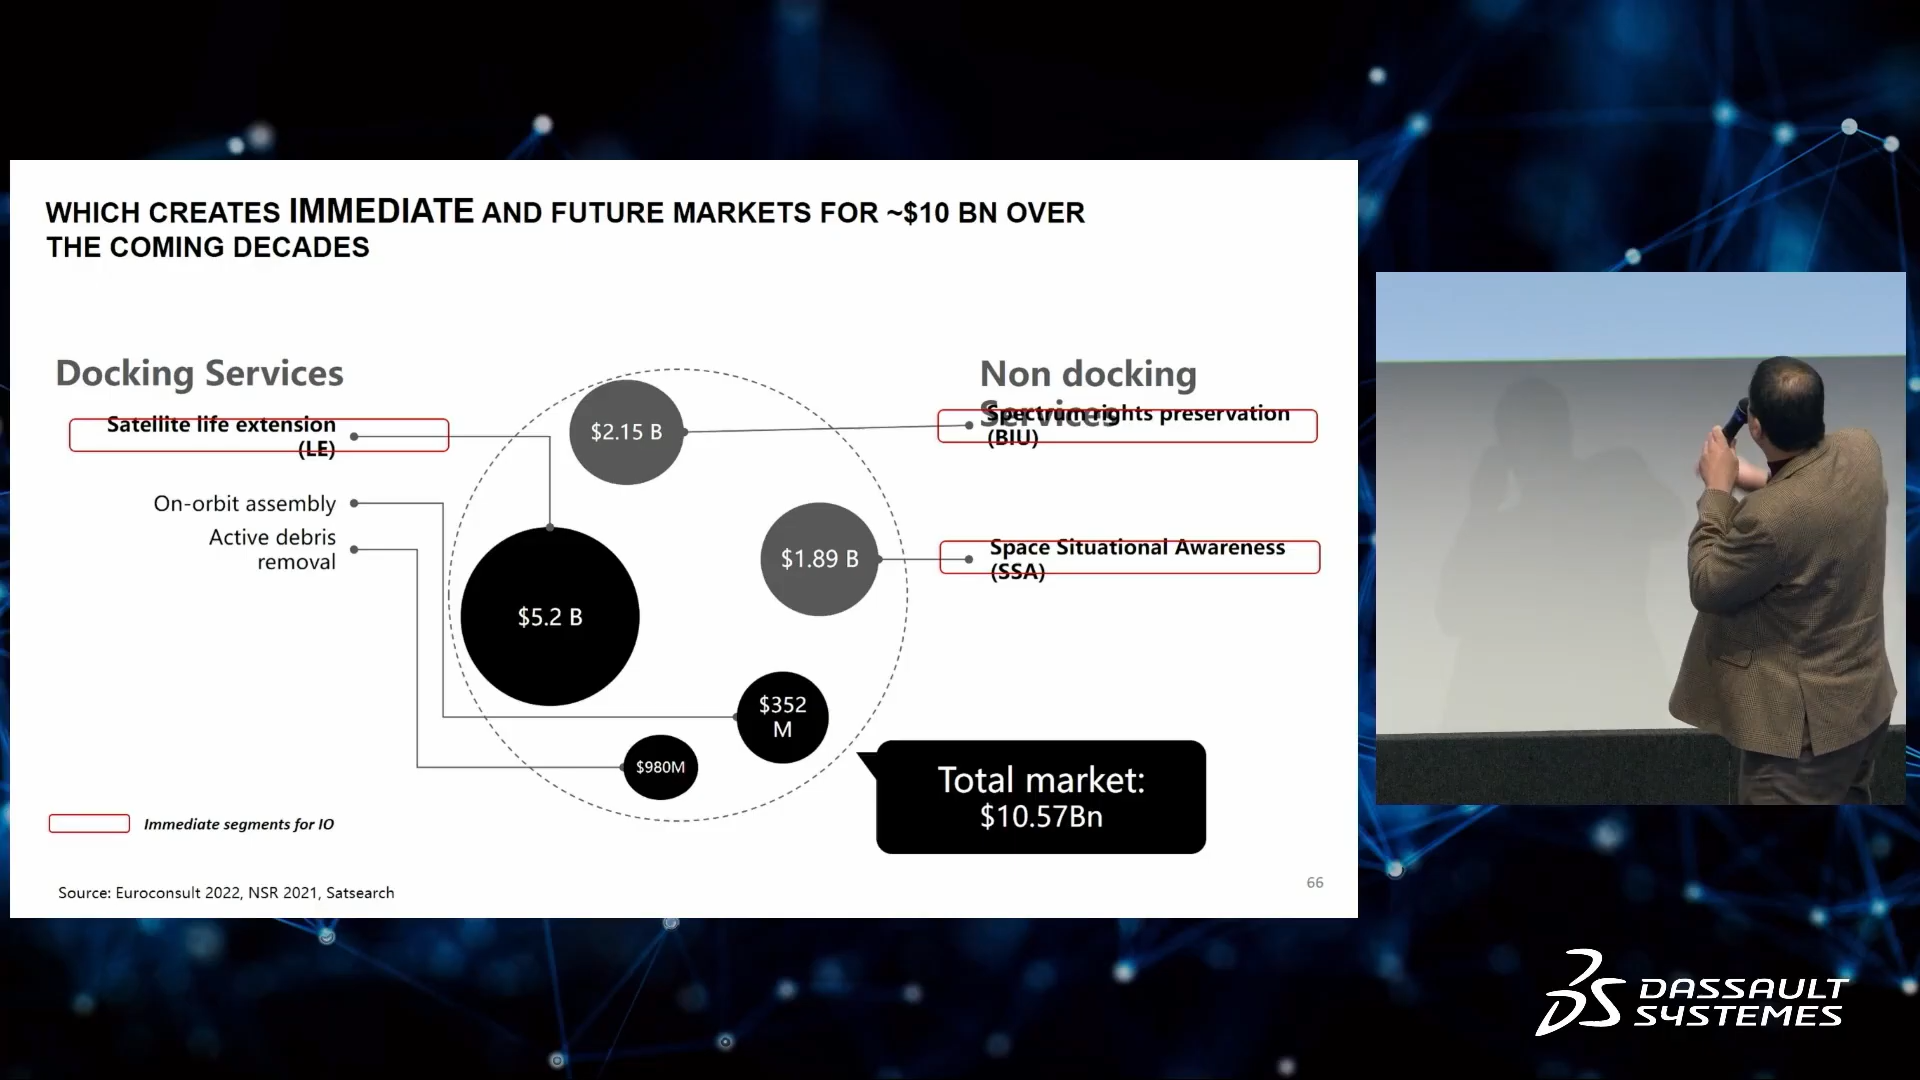 WHICH CREATES IMMEDIATE AND FUTURE MARKETS FOR ~$10 BN OVER
THE COMING DECADES
Docking Services
Satellite life extension
(LE)
On-orbit assembly
Active debris
removal
$2.15 B
$5.2 B
$1.89 B
$352
M
$980M
Non docking
Services
Spectrum rights preservation
(BIU)
Space Situational Awareness
(SSA)
Total market:
$10.57Bn
Immediate segments for IO
Source: Euroconsult 2022, NSR 2021, Satsearch
66
DASSAULT
SYSTEMES